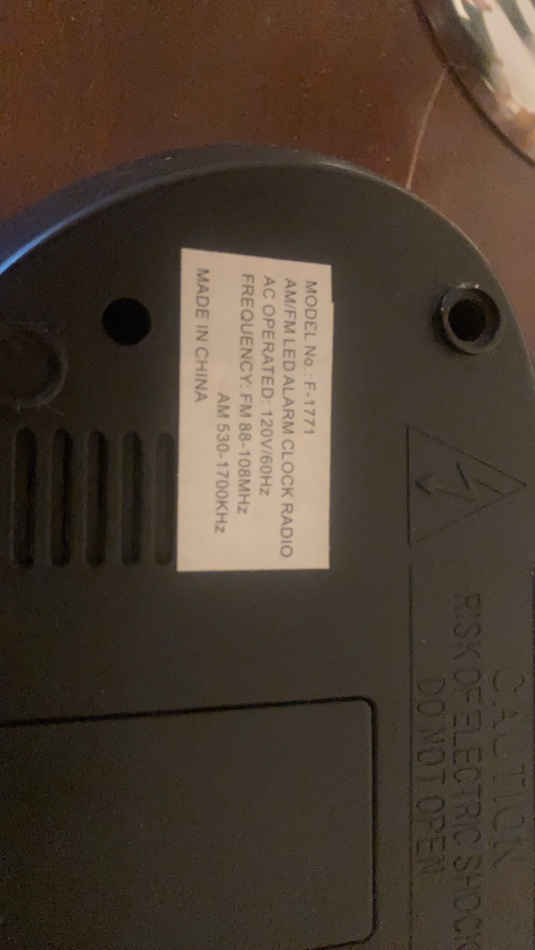 MODEL No : F-1771
AM/FM LED ALARM CLOCK RADIO
AC OPERATED: 120V/60Hz
FREQUENCY: FM 88-108MHz
AM 530-1700KHz
MADE IN CHINA
CAUTION
RISK OF ELECTRIC SHOCK
DO NOT OPEN